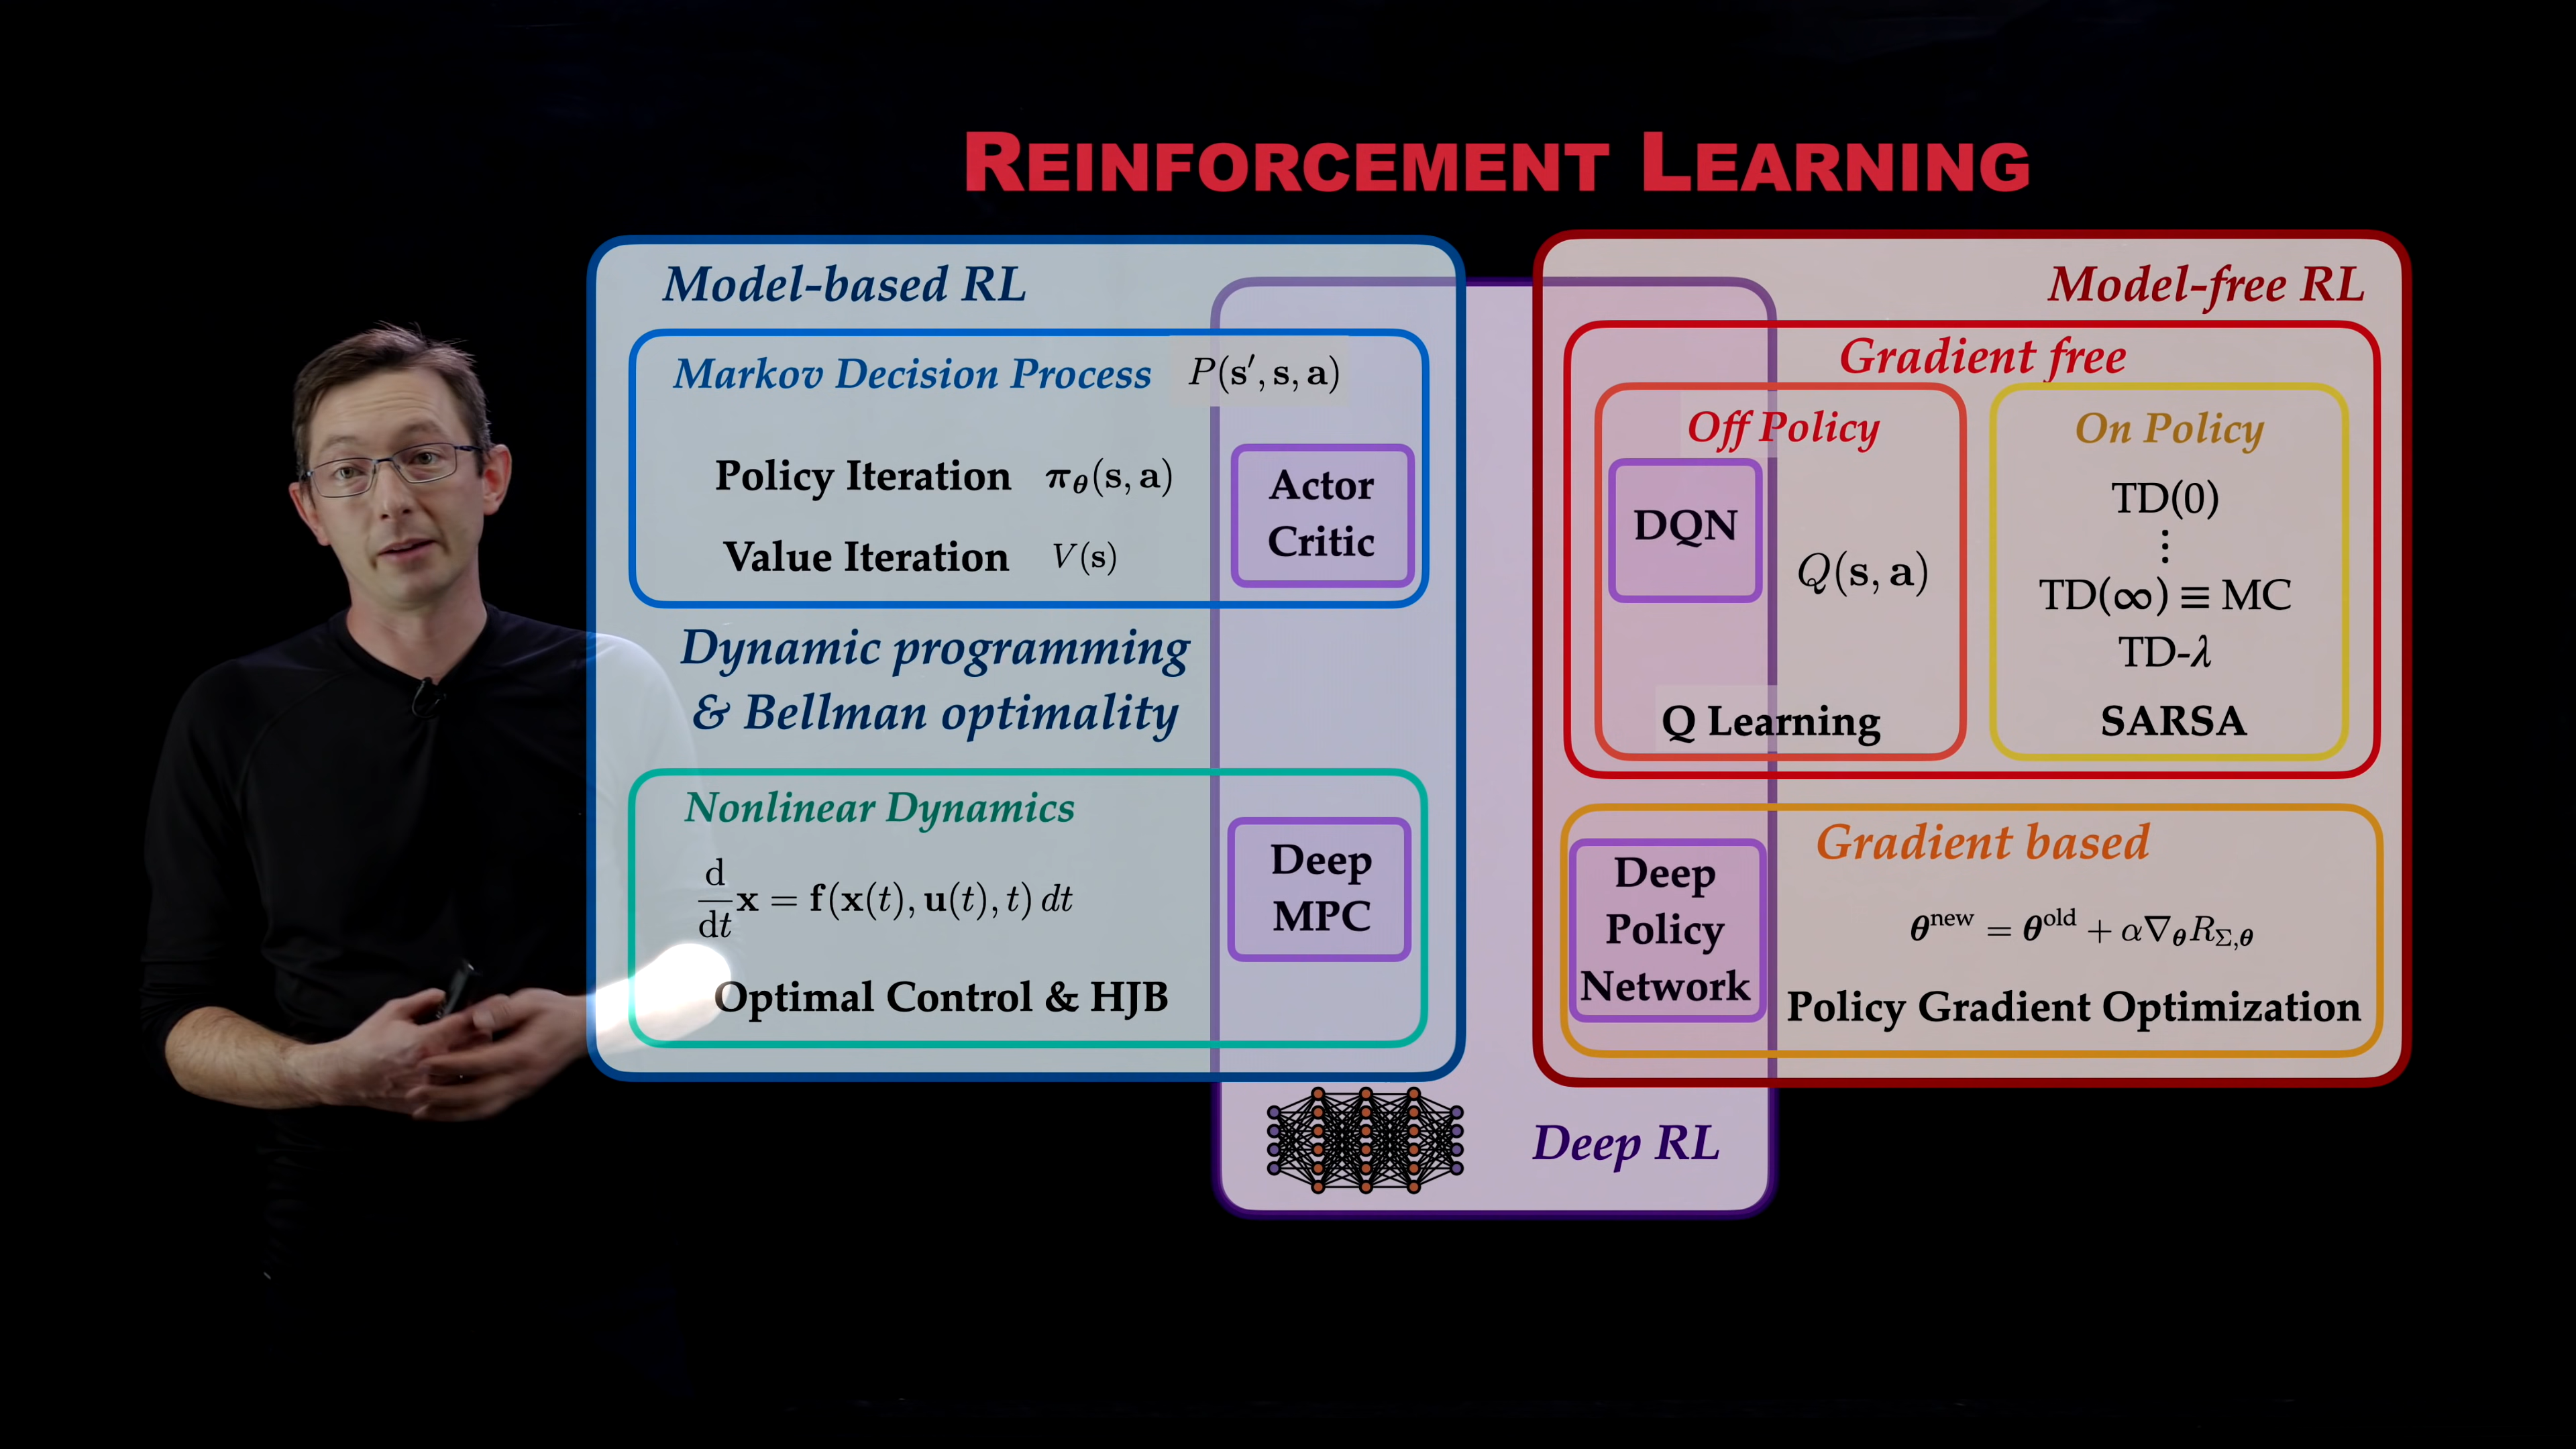 REINFORCEMENT LEARNING
Model-based RL
Markov Decision Process P(s′, s, a)
Policy Iteration π_θ(s, a)
Value Iteration V(s)
Actor
Critic
Dynamic programming
& Bellman optimality
Nonlinear Dynamics
d/dt x = f(x(t), u(t), t) dt
Optimal Control & HJB
Deep
MPC
Model-free RL
Gradient free
Off Policy
DQN
Q(s, a)
Q Learning
On Policy
TD(0)
⋮
TD(∞) ≡ MC
TD-λ
SARSA
Gradient based
Deep
Policy
Network
θ^new = θ^old + α∇_θ R_Σ,θ
Policy Gradient Optimization
Deep RL